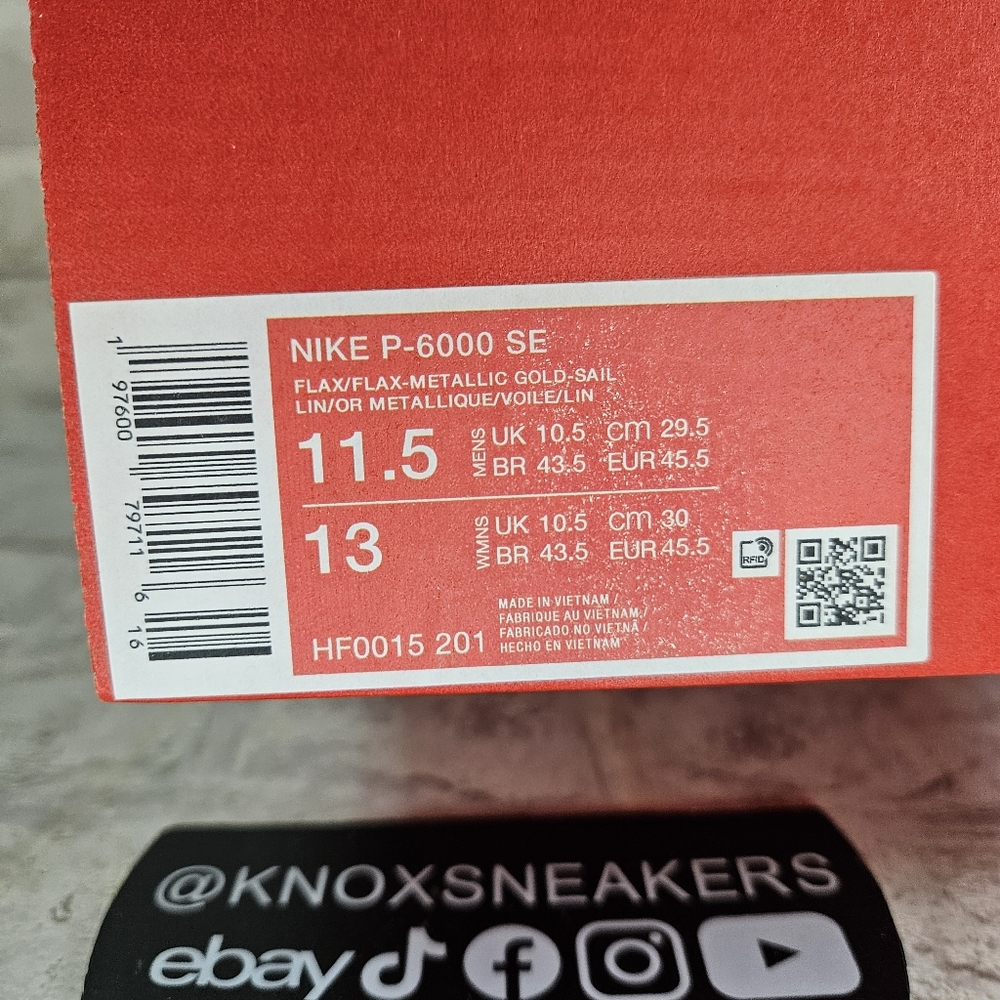 1 97600 79711 6 16
NIKE P-6000 SE
FLAX/FLAX-METALLIC GOLD-SAIL
LIN/OR METALLIQUE/VOILE/LIN
11.5 MENS UK 10.5 CM 29.5
BR 43.5 EUR 45.5
13 WMNS UK 10.5 CM 30
BR 43.5 EUR 45.5
RFID
MADE IN VIETNAM /
FABRIQUE AU VIETNAM /
FABRICADO NO VIETNÃ /
HECHO EN VIETNAM
HF0015 201
@KNOXSNEAKERS
ebay